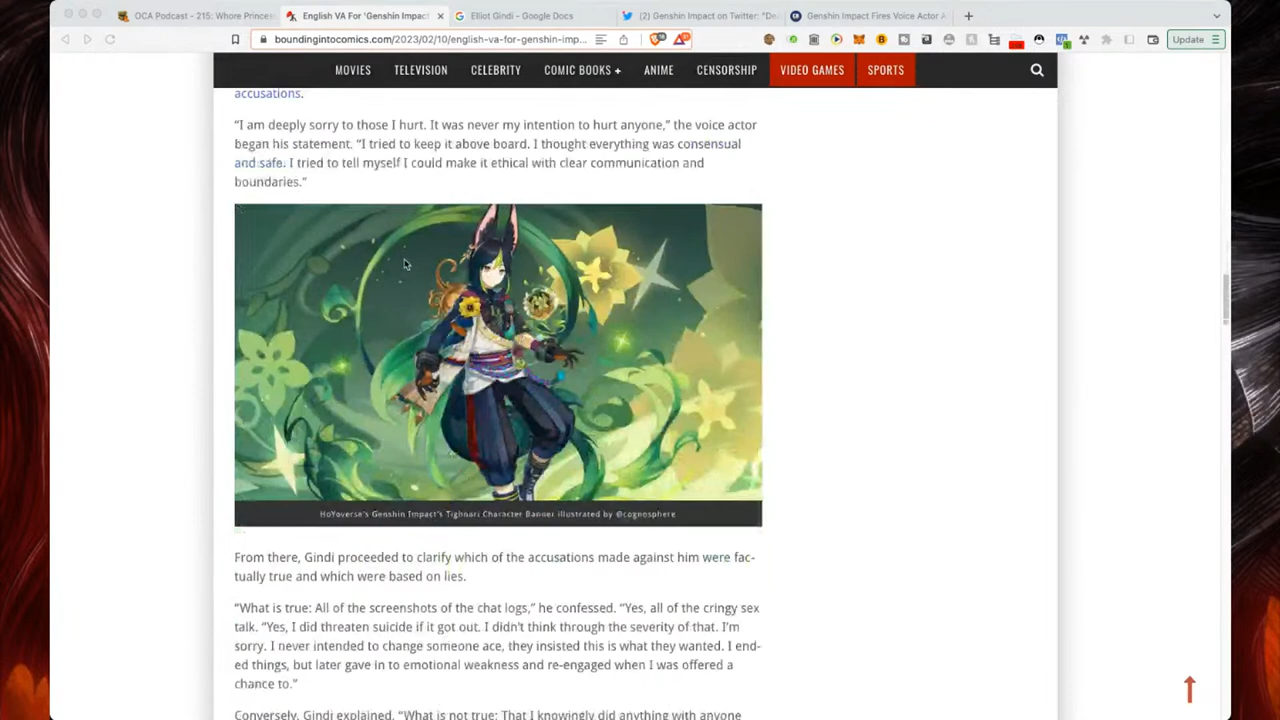 OCA Podcast - 215: Whore Princes
English VA For 'Genshin Impact
Elliot Gindi - Google Docs
(2) Genshin Impact on Twitter: "De
Genshin Impact Fires Voice Actor A
boundingintocomics.com/2023/02/10/english-va-for-genshin-imp...
Update
MOVIES TELEVISION CELEBRITY COMIC BOOKS + ANIME CENSORSHIP VIDEO GAMES SPORTS
accusations.
“I am deeply sorry to those I hurt. It was never my intention to hurt anyone,” the voice actor
began his statement. “I tried to keep it above board. I thought everything was consensual
and safe. I tried to tell myself I could make it ethical with clear communication and
boundaries.”
HoYoverse's Genshin Impact's Tighnari Character Banner illustrated by @cognosphere
From there, Gindi proceeded to clarify which of the accusations made against him were fac-
tually true and which were based on lies.
“What is true: All of the screenshots of the chat logs,” he confessed. “Yes, all of the cringy sex
talk. “Yes, I did threaten suicide if it got out. I didn't think through the severity of that. I'm
sorry. I never intended to change someone ace, they insisted this is what they wanted. I end-
ed things, but later gave in to emotional weakness and re-engaged when I was offered a
chance to.”
Conversely, Gindi explained, “What is not true: That I knowingly did anything with anyone